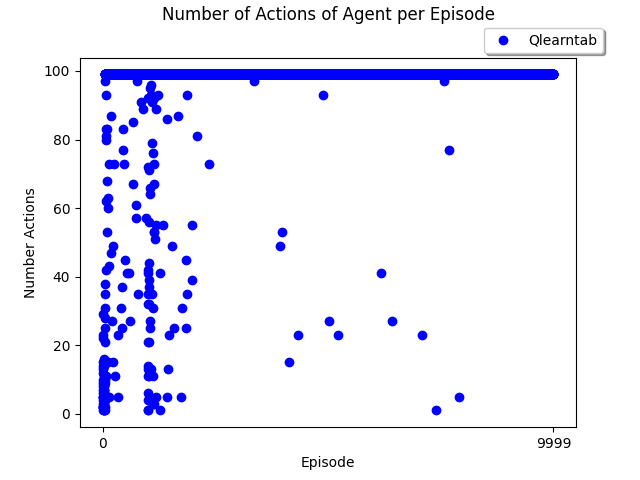 Number of Actions of Agent per Episode
Qlearntab
100
80
60
40
20
0
Number Actions
0
9999
Episode